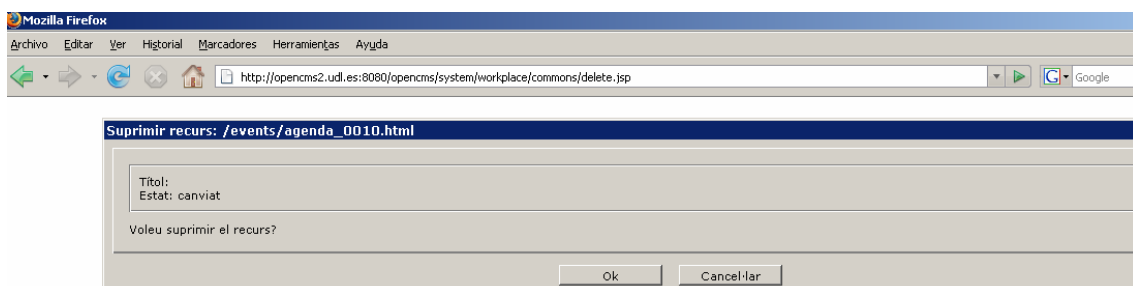 Mozilla Firefox
Archivo Editar Ver Historial Marcadores Herramientas Ayuda
http://opencms2.udl.es:8080/opencms/system/workplace/commons/delete.jsp G Google
Suprimir recurs: /events/agenda_0010.html
Títol:
Estat: canviat
Voleu suprimir el recurs?
Ok Cancel·lar